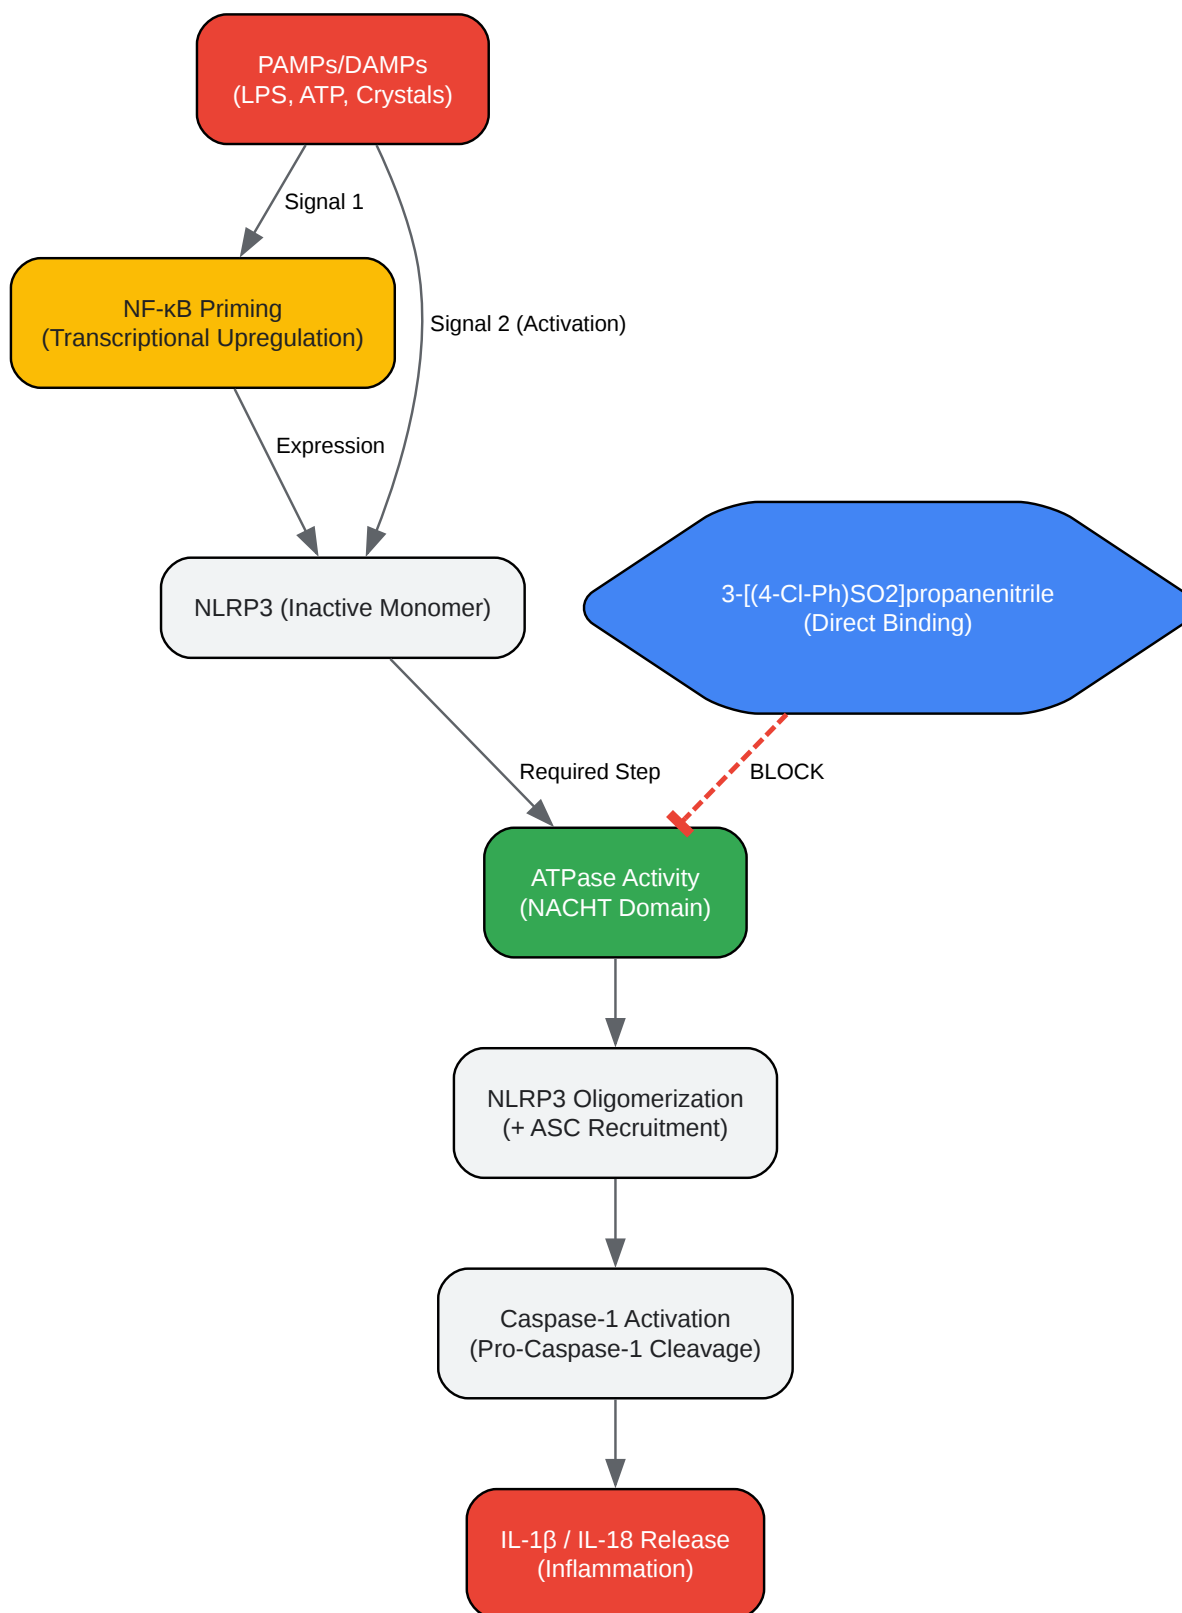 PAMPs/DAMPs
(LPS, ATP, Crystals)
Signal 1
NF-κB Priming
(Transcriptional Upregulation)
Signal 2 (Activation)
Expression
NLRP3 (Inactive Monomer)
3-[(4-Cl-Ph)SO2]propanenitrile
(Direct Binding)
Required Step
BLOCK
ATPase Activity
(NACHT Domain)
NLRP3 Oligomerization
(+ ASC Recruitment)
Caspase-1 Activation
(Pro-Caspase-1 Cleavage)
IL-1β / IL-18 Release
(Inflammation)